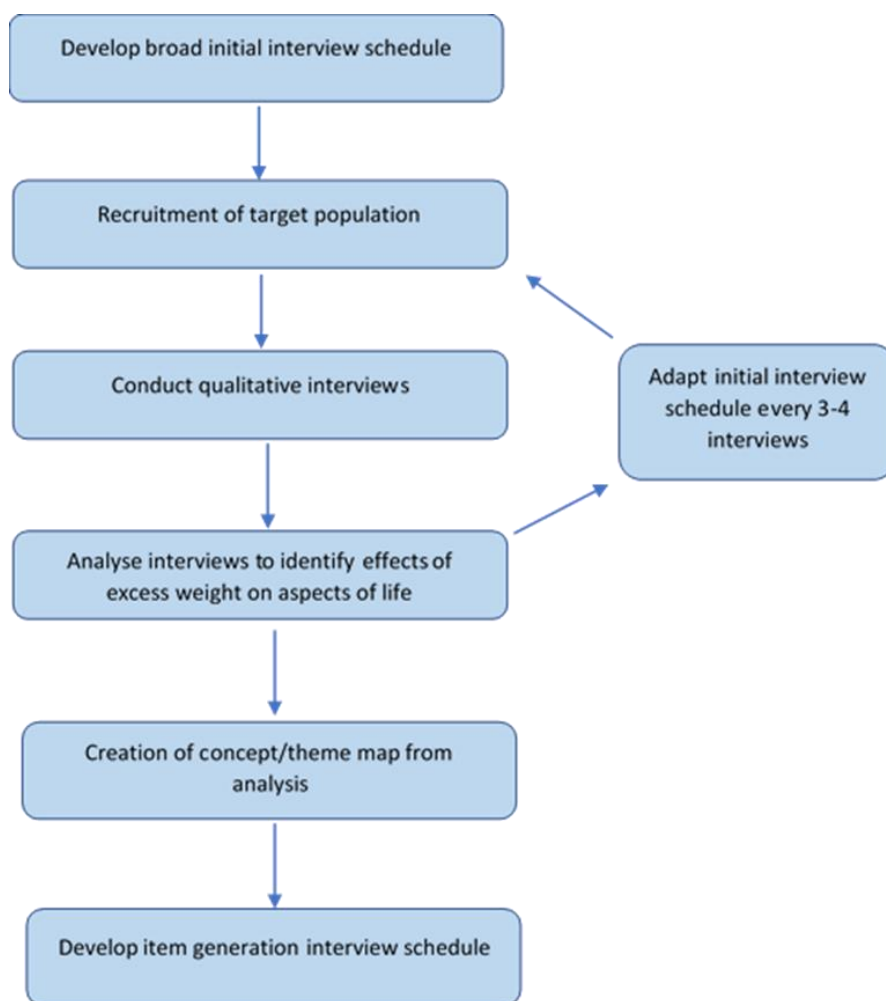 Develop broad initial interview schedule
Recruitment of target population
Conduct qualitative interviews
Adapt initial interview
schedule every 3-4
interviews
Analyse interviews to identify effects of
excess weight on aspects of life
Creation of concept/theme map from
analysis
Develop item generation interview schedule